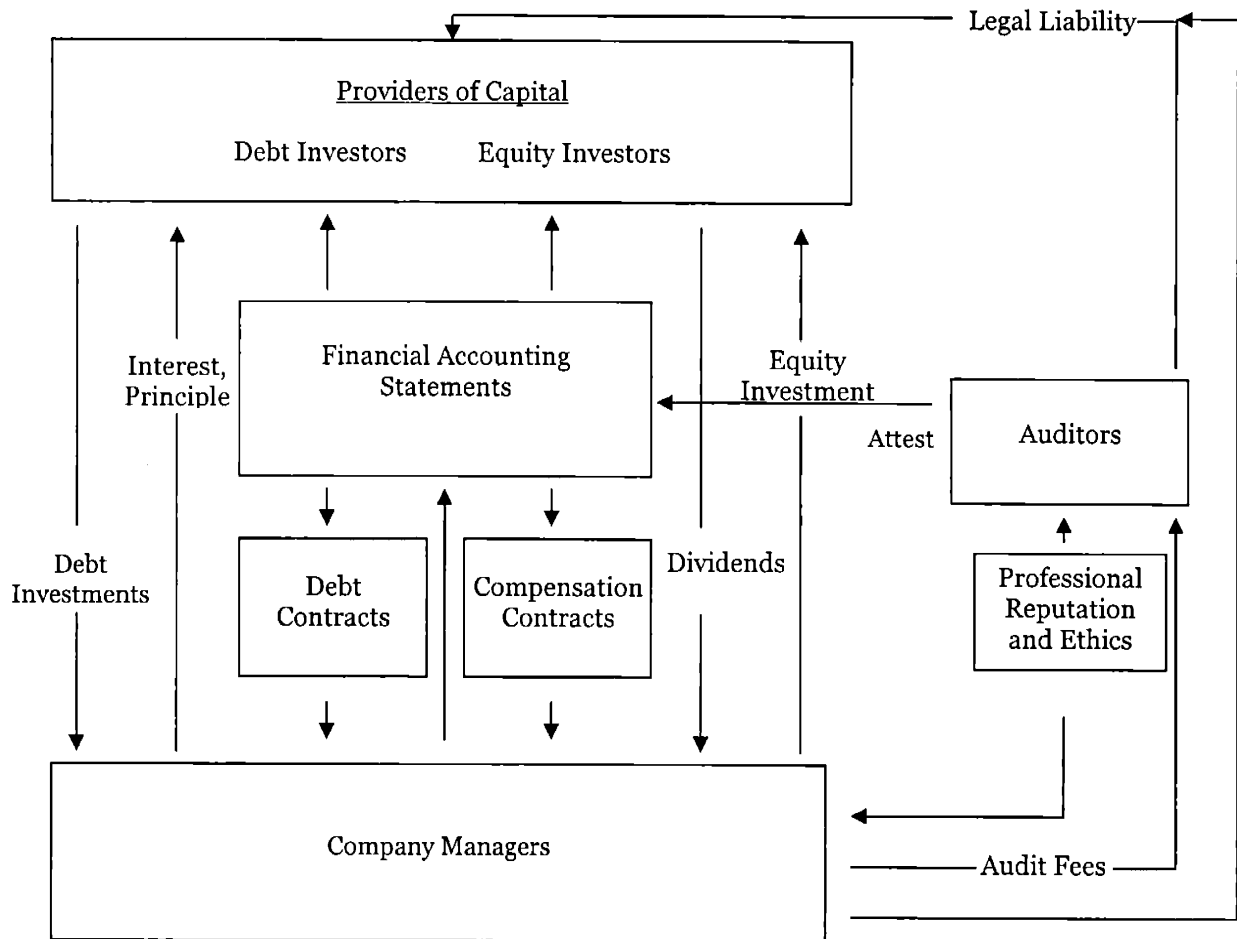 Legal Liability
Providers of Capital
Debt Investors
Equity Investors
Financial Accounting
Statements
Interest,
Principle
Equity
Investment
Attest
Auditors
Debt
Investments
Debt
Contracts
Compensation
Contracts
Dividends
Professional
Reputation
and Ethics
Company Managers
Audit Fees